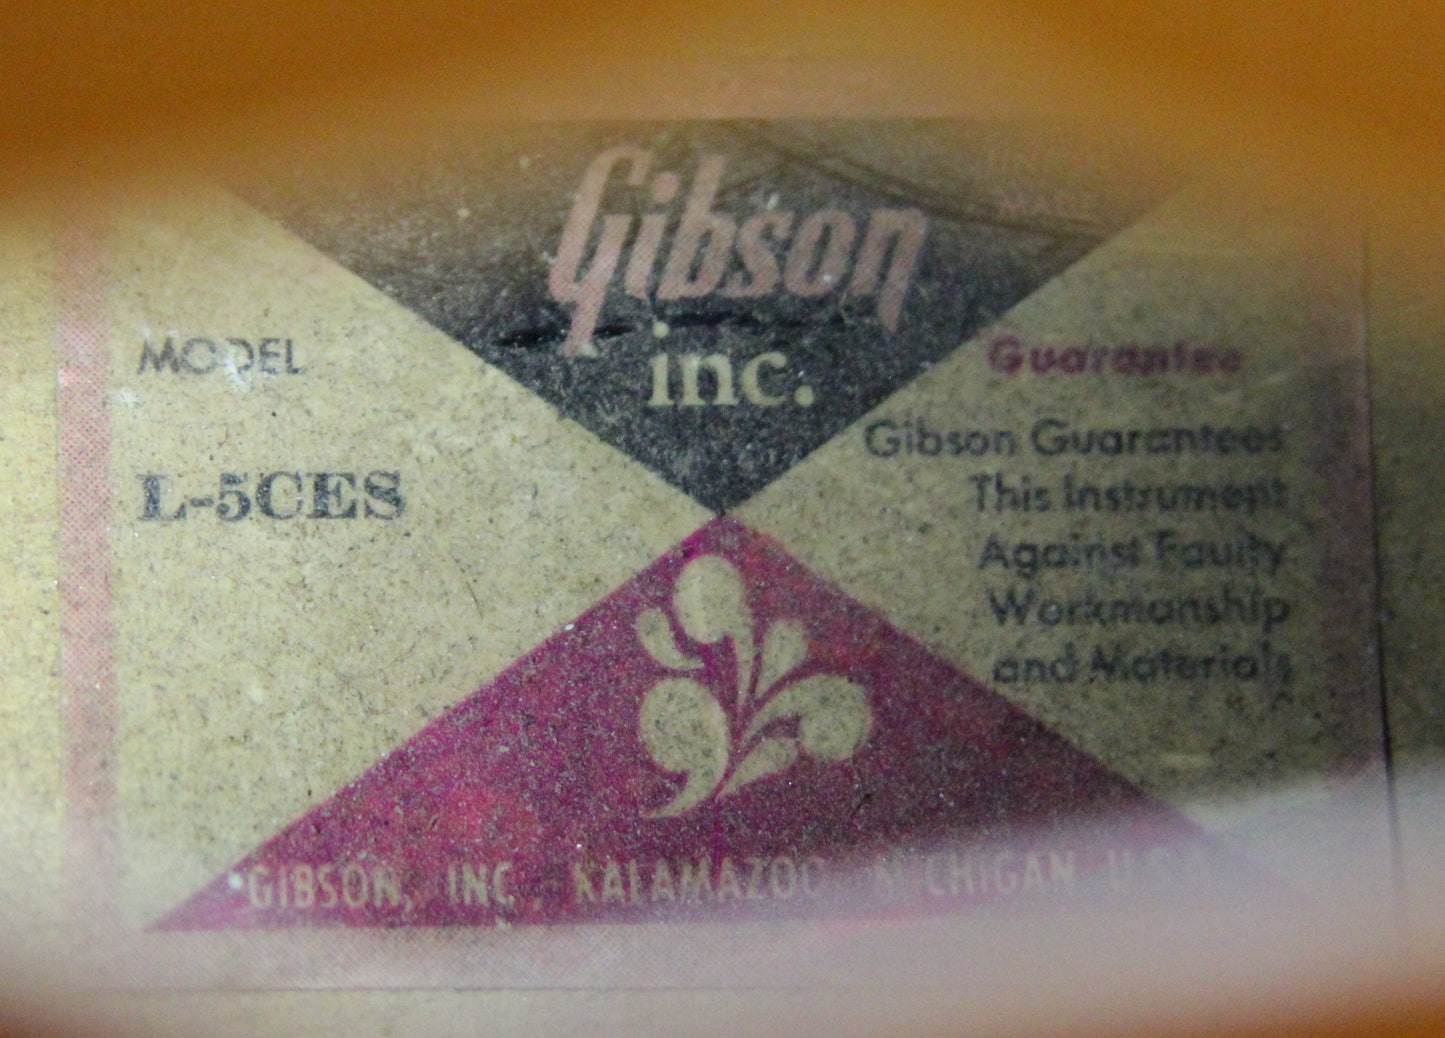 Gibson
inc.
MODEL
L-5CES
Guarantee
Gibson Guarantees
This Instrument
Against Faulty
Workmanship
and Materials
GIBSON, INC. KALAMAZOO, MICHIGAN U.S.A.